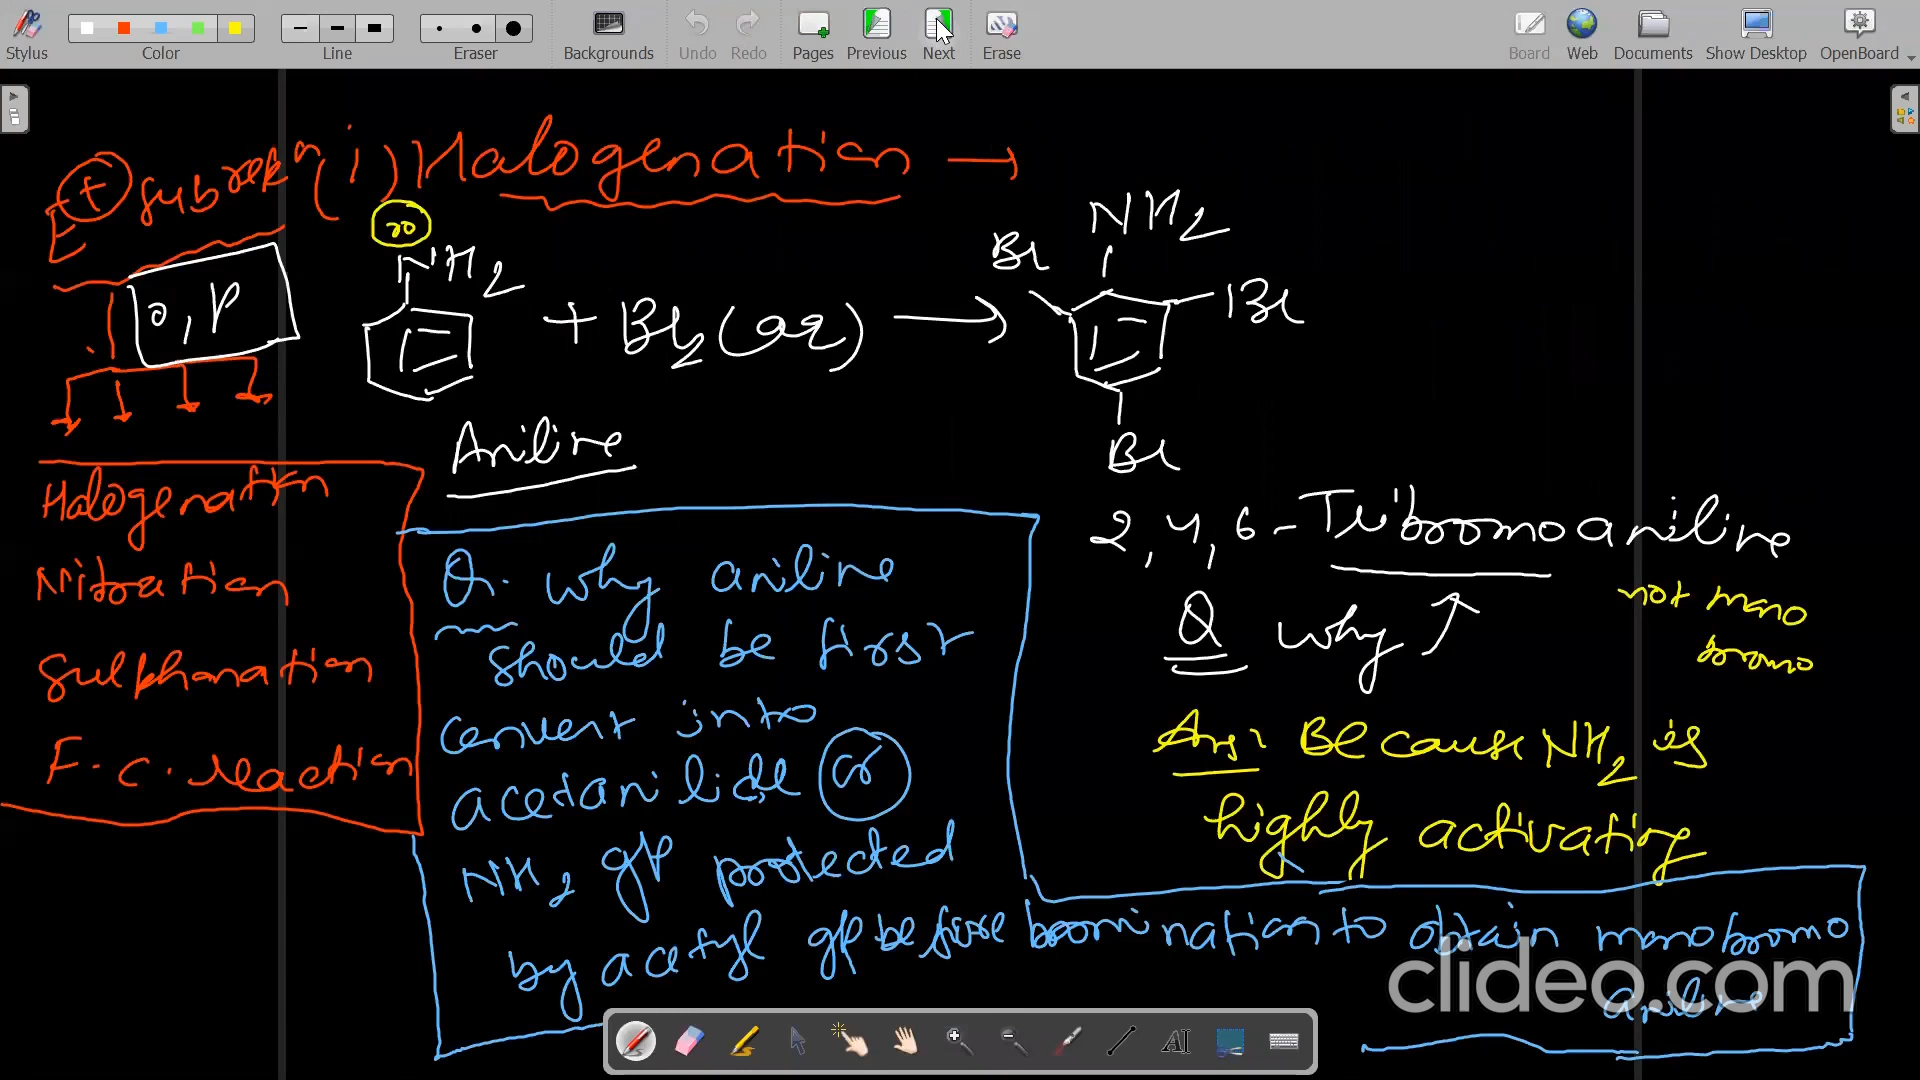 Stylus
Color
Line
Eraser
Backgrounds
Undo
Redo
Pages
Previous
Next
Erase
Board
Web
Documents
Show Desktop
OpenBoard
E+ Sub (i) Halogenation →
o, p
NH2
+ Br2 (aq) →
NH2
Br
Br
Br
Aniline
2, 4, 6 - Tribromoaniline
Halogenation
Nitration
Sulphonation
F.C. reaction
Q. why aniline
should be first
convert into
acetanilide or
NH2 gp protected
by acetyl gp before bromination to obtain monobromo
aniline
Q why
not mono
bromo
Ans: Because NH2 is
highly activating
clideo.com